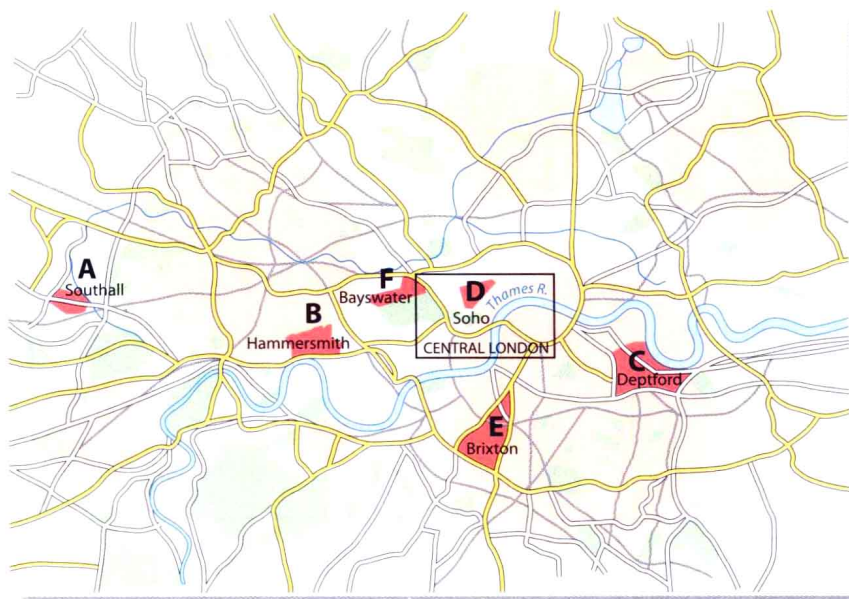 A
Southall
B
Hammersmith
F
Bayswater
D
Soho
Thames R.
CENTRAL LONDON
C
Deptford
E
Brixton